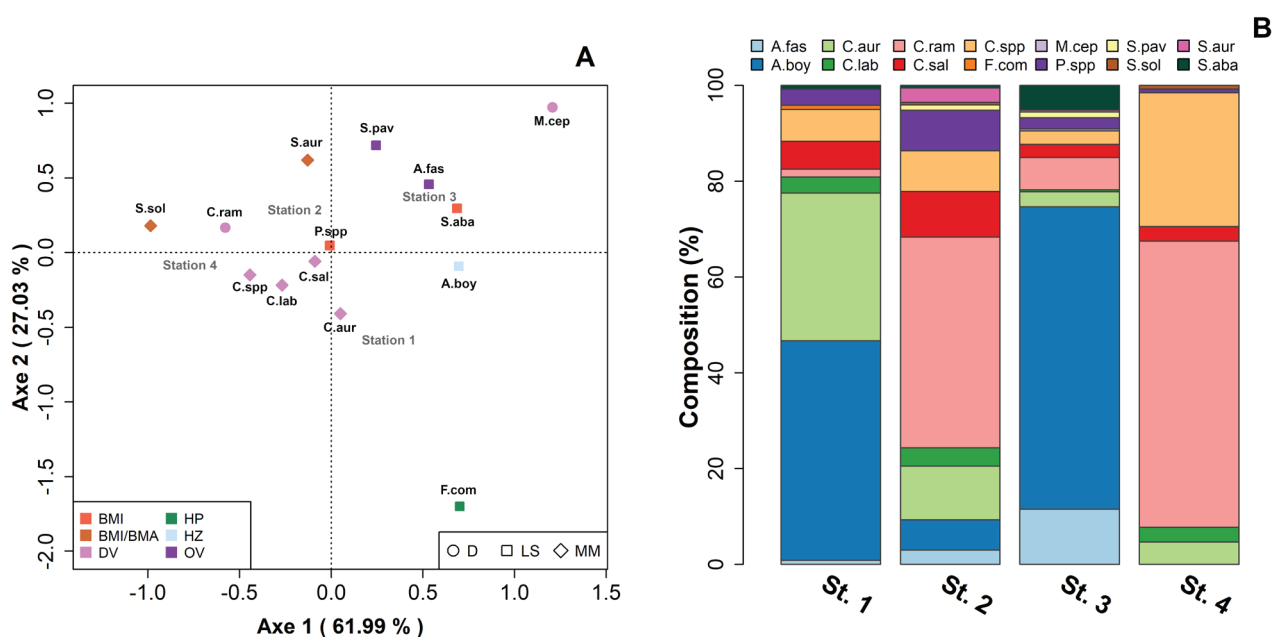 A
1.0
0.5
0.0
-0.5
-1.0
-1.5
-2.0
Axe 2 ( 27.03 % )
M.cep
S.pav
S.aur
A.fas
Station 3
S.sol
C.ram
Station 2
S.aba
P.spp
Station 4
C.sal
C.spp
A.boy
C.lab
C.aur
Station 1
F.com
BMI HP
BMI/BMA HZ
DV OV
D LS MM
-1.0 -0.5 0.0 0.5 1.0 1.5
Axe 1 ( 61.99 % )
B
A.fas C.aur C.ram C.spp M.cep S.pav S.aur
A.boy C.lab C.sal F.com P.spp S.sol S.aba
100
80
60
40
20
0
Composition (%)
St. 1 St. 2 St. 3 St. 4